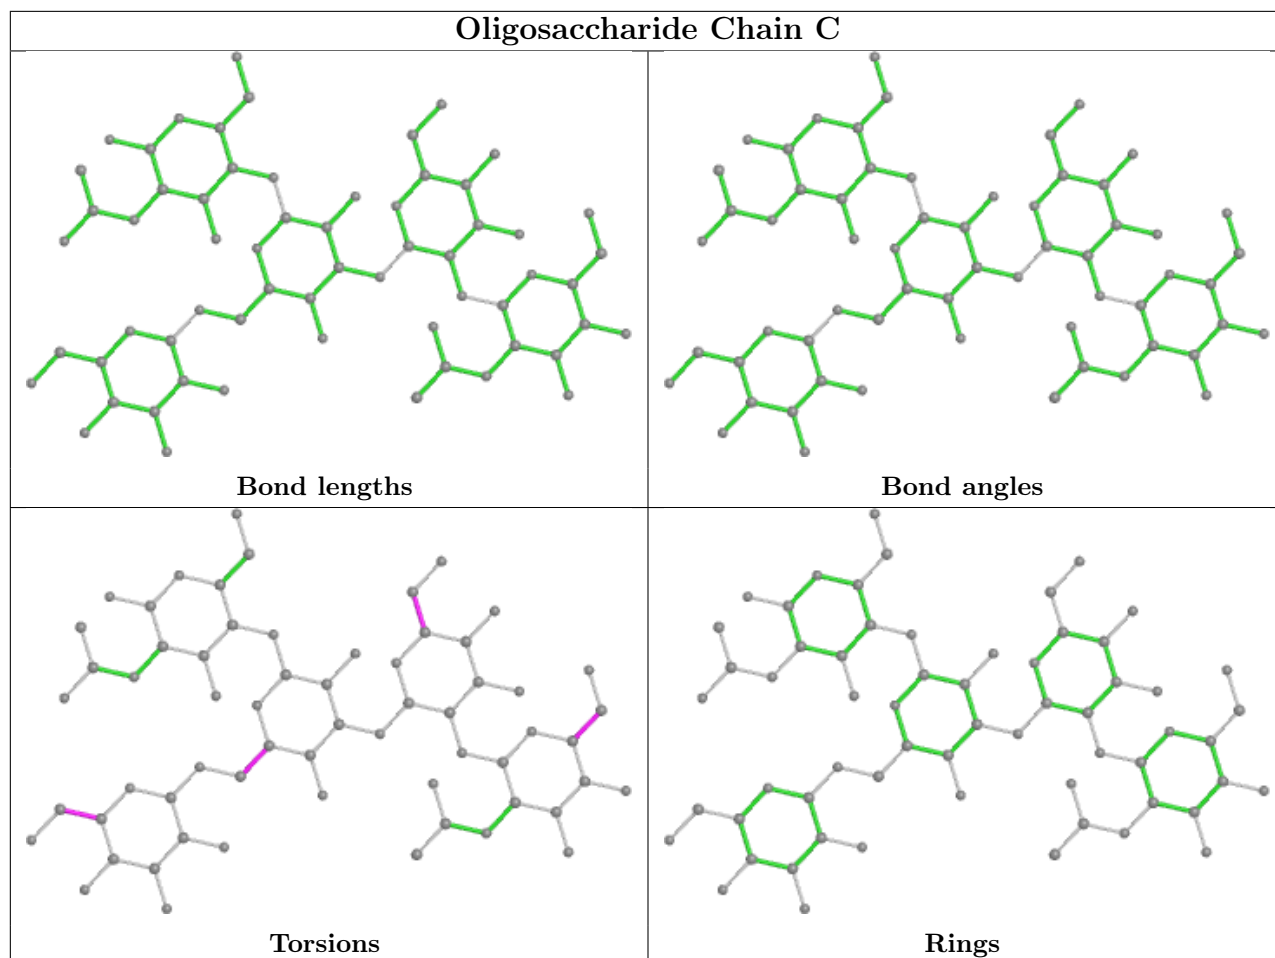 Oligosaccharide Chain C
Bond lengths
Bond angles
Torsions
Rings